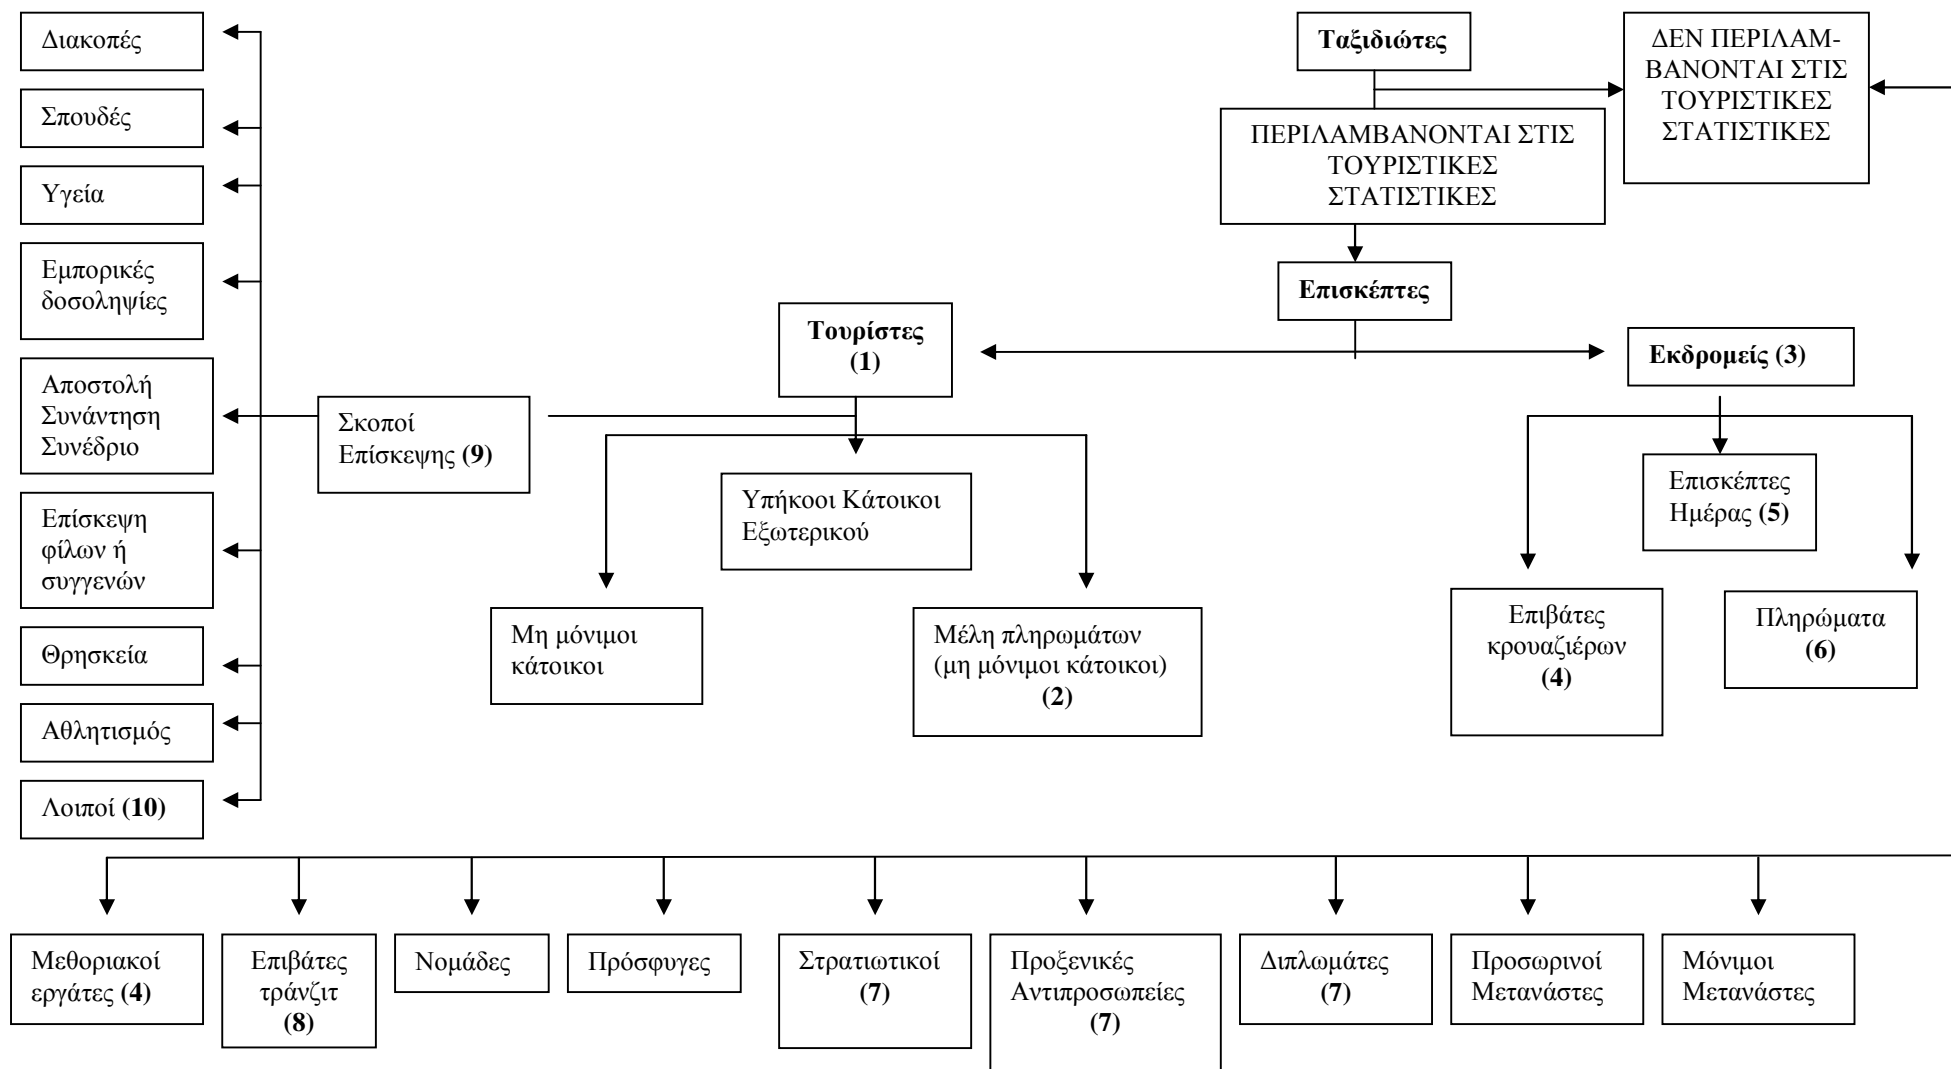 Διακοπές
Σπουδές
Υγεία
Εμπορικές
δοσοληψίες
Αποστολή
Συνάντηση
Συνέδριο
Επίσκεψη
φίλων ή
συγγενών
Θρησκεία
Αθλητισμός
Λοιποί (10)
Ταξιδιώτες
ΔΕΝ ΠΕΡΙΛΑΜ-
ΒΑΝΟΝΤΑΙ ΣΤΙΣ
ΤΟΥΡΙΣΤΙΚΕΣ
ΣΤΑΤΙΣΤΙΚΕΣ
ΠΕΡΙΛΑΜΒΑΝΟΝΤΑΙ ΣΤΙΣ
ΤΟΥΡΙΣΤΙΚΕΣ
ΣΤΑΤΙΣΤΙΚΕΣ
Επισκέπτες
Τουρίστες
(1)
Εκδρομείς (3)
Σκοποί
Επίσκεψης (9)
Υπήκοοι Κάτοικοι
Εξωτερικού
Μη μόνιμοι
κάτοικοι
Μέλη πληρωμάτων
(μη μόνιμοι κάτοικοι)
(2)
Επισκέπτες
Ημέρας (5)
Επιβάτες
κρουαζιέρων
(4)
Πληρώματα
(6)
Μεθοριακοί
εργάτες (4)
Επιβάτες
τράνζιτ
(8)
Νομάδες
Πρόσφυγες
Στρατιωτικοί
(7)
Προξενικές
Αντιπροσωπείες
(7)
Διπλωμάτες
(7)
Προσωρινοί
Μετανάστες
Μόνιμοι
Μετανάστες